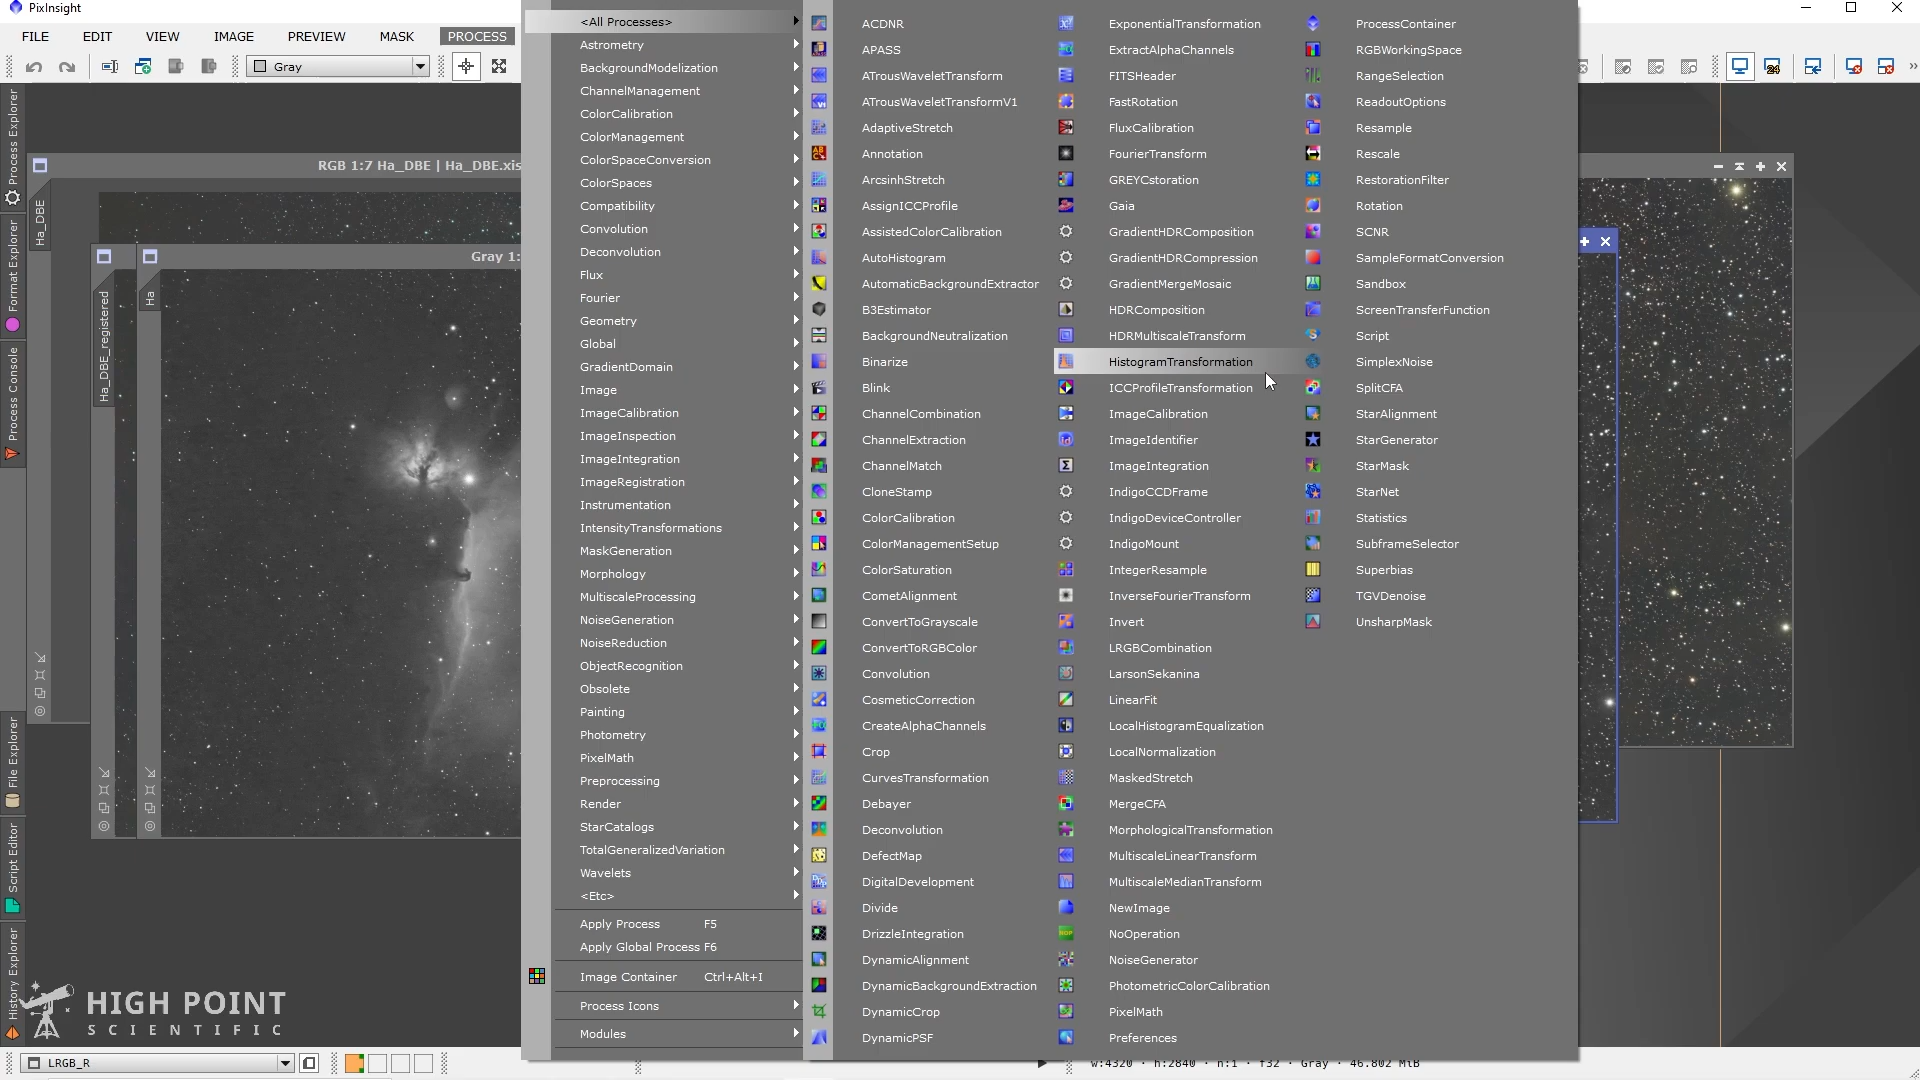 PixInsight
FILE EDIT VIEW IMAGE PREVIEW MASK PROCESS
Gray
24
Process Explorer
Format Explorer
Process Console
File Explorer
Script Editor
History Explorer
RGB 1:7 Ha_DBE | Ha_DBE.xis
Ha_DBE
Gray 1:
Ha_DBE_registered
Ha
<All Processes>
Astrometry
BackgroundModelization
ChannelManagement
ColorCalibration
ColorManagement
ColorSpaceConversion
ColorSpaces
Compatibility
Convolution
Deconvolution
Flux
Fourier
Geometry
Global
GradientDomain
Image
ImageCalibration
ImageInspection
ImageIntegration
ImageRegistration
Instrumentation
IntensityTransformations
MaskGeneration
Morphology
MultiscaleProcessing
NoiseGeneration
NoiseReduction
ObjectRecognition
Obsolete
Painting
Photometry
PixelMath
Preprocessing
Render
StarCatalogs
TotalGeneralizedVariation
Wavelets
<Etc>
Apply Process F5
Apply Global Process F6
Image Container Ctrl+Alt+I
Process Icons
Modules
ACDNR
APASS
ATrousWaveletTransform
ATrousWaveletTransformV1
AdaptiveStretch
Annotation
ArcsinhStretch
AssignICCProfile
AssistedColorCalibration
AutoHistogram
AutomaticBackgroundExtractor
B3Estimator
BackgroundNeutralization
Binarize
Blink
ChannelCombination
ChannelExtraction
ChannelMatch
CloneStamp
ColorCalibration
ColorManagementSetup
ColorSaturation
CometAlignment
ConvertToGrayscale
ConvertToRGBColor
Convolution
CosmeticCorrection
CreateAlphaChannels
Crop
CurvesTransformation
Debayer
Deconvolution
DefectMap
DigitalDevelopment
Divide
DrizzleIntegration
DynamicAlignment
DynamicBackgroundExtraction
DynamicCrop
DynamicPSF
ExponentialTransformation
ExtractAlphaChannels
FITSHeader
FastRotation
FluxCalibration
FourierTransform
GREYCstoration
Gaia
GradientHDRComposition
GradientHDRCompression
GradientMergeMosaic
HDRComposition
HDRMultiscaleTransform
HistogramTransformation
ICCProfileTransformation
ImageCalibration
ImageIdentifier
ImageIntegration
IndigoCCDFrame
IndigoDeviceController
IndigoMount
IntegerResample
InverseFourierTransform
Invert
LRGBCombination
LarsonSekanina
LinearFit
LocalHistogramEqualization
LocalNormalization
MaskedStretch
MergeCFA
MorphologicalTransformation
MultiscaleLinearTransform
MultiscaleMedianTransform
NewImage
NoOperation
NoiseGenerator
PhotometricColorCalibration
PixelMath
Preferences
ProcessContainer
RGBWorkingSpace
RangeSelection
ReadoutOptions
Resample
Rescale
RestorationFilter
Rotation
SCNR
SampleFormatConversion
Sandbox
ScreenTransferFunction
Script
SimplexNoise
SplitCFA
StarAlignment
StarGenerator
StarMask
StarNet
Statistics
SubframeSelector
Superbias
TGVDenoise
UnsharpMask
HIGH POINT
SCIENTIFIC
LRGB_R
w:4320 · h:2840 · n:1 · f32 · Gray · 46.802 MiB